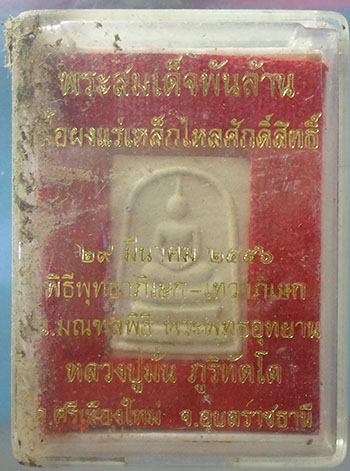 พระสมเด็จพันล้าน
เนื้อผงแร่เหล็กไหลศักดิ์สิทธิ์
๒๙ มีนาคม ๒๕๕๖
พิธีพุทธาภิเษก-เทวาภิเษก
ณ.มณฑลพิธี พระพุทธอุทยาน
หลวงปู่มั่น ภูริทัตโต
อ.ศรีเมืองใหม่ จ.อุบลราชธานี